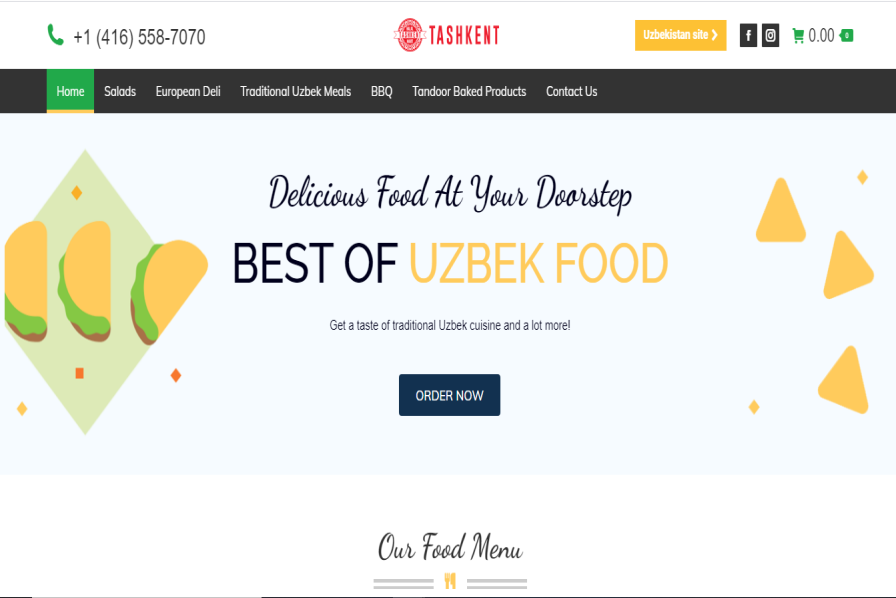 +1 (416) 558-7070
TASHKENT
Uzbekistan site
0.00
0
Home
Salads
European Deli
Traditional Uzbek Meals
BBQ
Tandoor Baked Products
Contact Us
Delicious Food At Your Doorstep
BEST OF UZBEK FOOD
Get a taste of traditional Uzbek cuisine and a lot more!
ORDER NOW
Our Food Menu